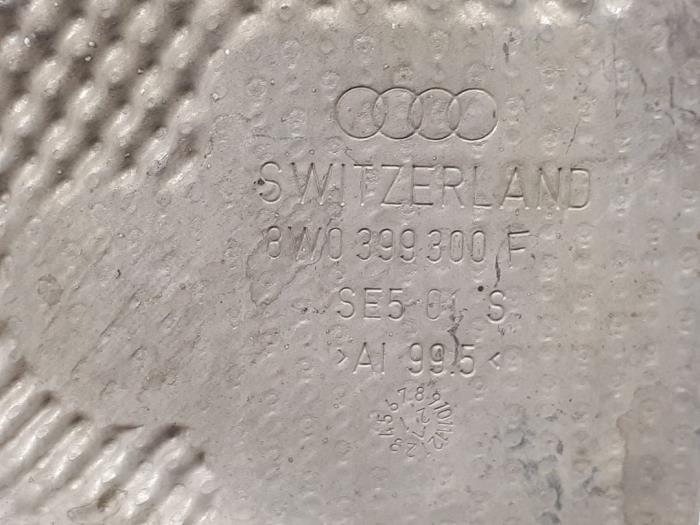 SWITZERLAND
8W0 399 300 F
SE5 01 S
>Al 99.5<